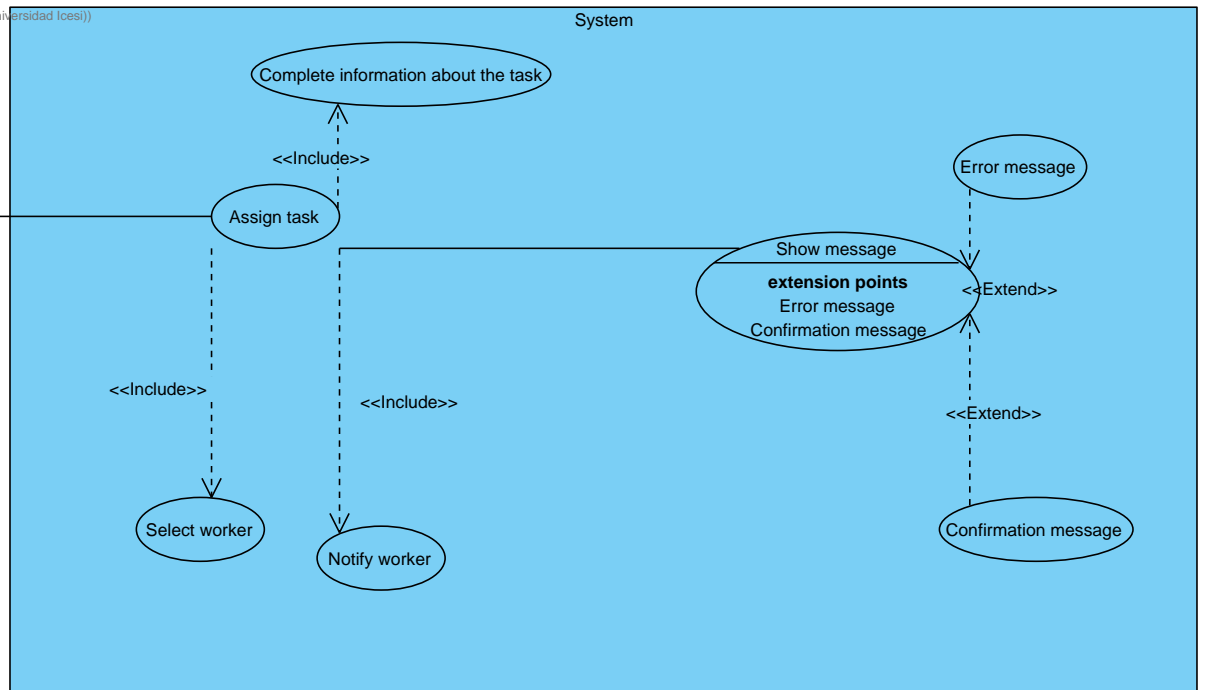 versidad Icesi))
System
Complete information about the task
<<Include>>
Error message
Assign task
Show message
extension points
<<Extend>>
Error message
Confirmation message
<<Include>>
<<Include>>
<<Extend>>
Select worker
Confirmation message
Notify worker